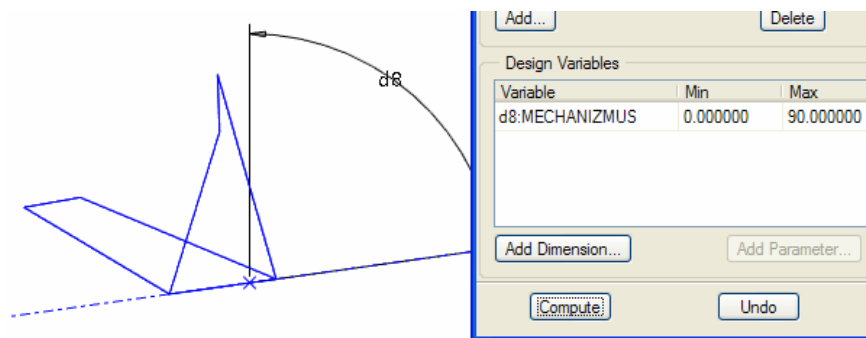 d8
Add... Delete
Design Variables
Variable Min Max
d8:MECHANIZMUS 0.000000 90.000000
Add Dimension... Add Parameter...
Compute Undo